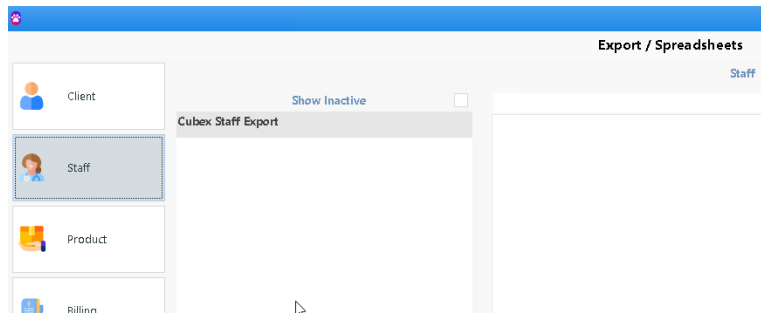 Export / Spreadsheets
Staff
Client
Show Inactive
Cubex Staff Export
Staff
Product
Billing